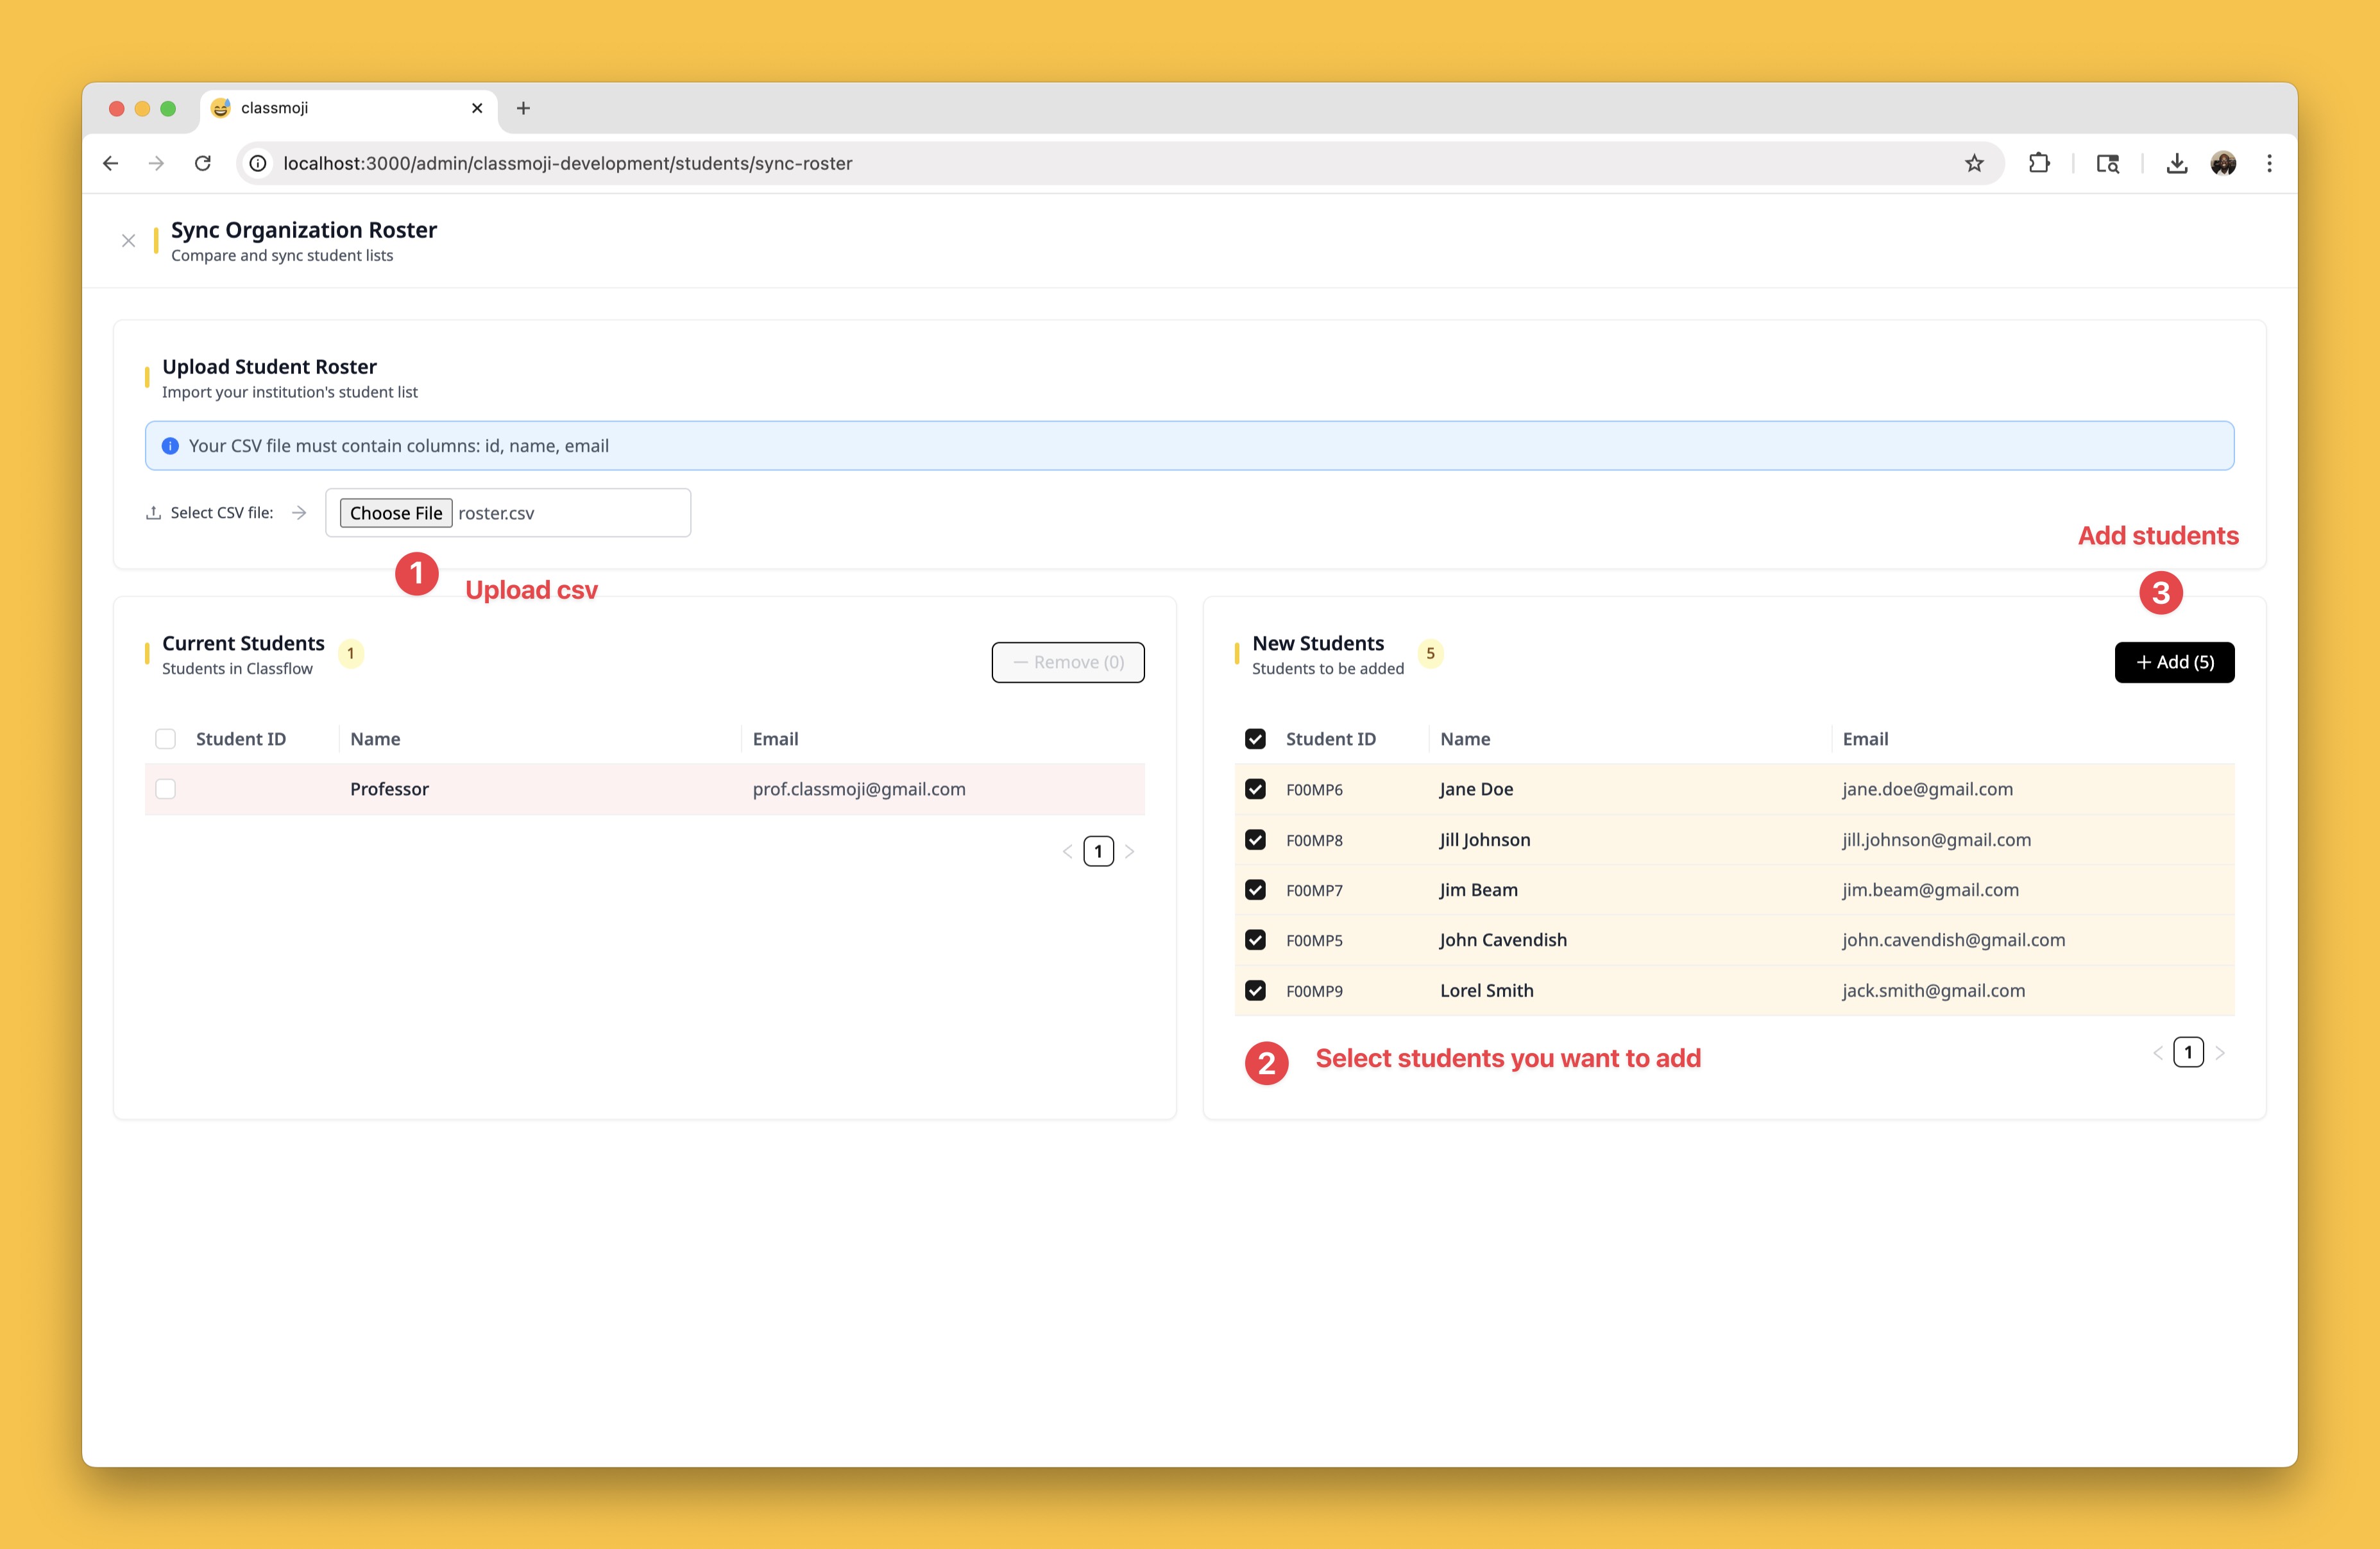 classmoji
localhost:3000/admin/classmoji-development/students/sync-roster
Sync Organization Roster
Compare and sync student lists
Upload Student Roster
Import your institution's student list
Your CSV file must contain columns: id, name, email
Select CSV file: → Choose File roster.csv
1 Upload csv
Add students
3
Current Students 1
Students in Classflow
— Remove (0)
Student ID Name Email
Professor prof.classmoji@gmail.com
< 1 >
New Students 5
Students to be added
+ Add (5)
Student ID Name Email
F00MP6 Jane Doe jane.doe@gmail.com
F00MP8 Jill Johnson jill.johnson@gmail.com
F00MP7 Jim Beam jim.beam@gmail.com
F00MP5 John Cavendish john.cavendish@gmail.com
F00MP9 Lorel Smith jack.smith@gmail.com
2 Select students you want to add
< 1 >